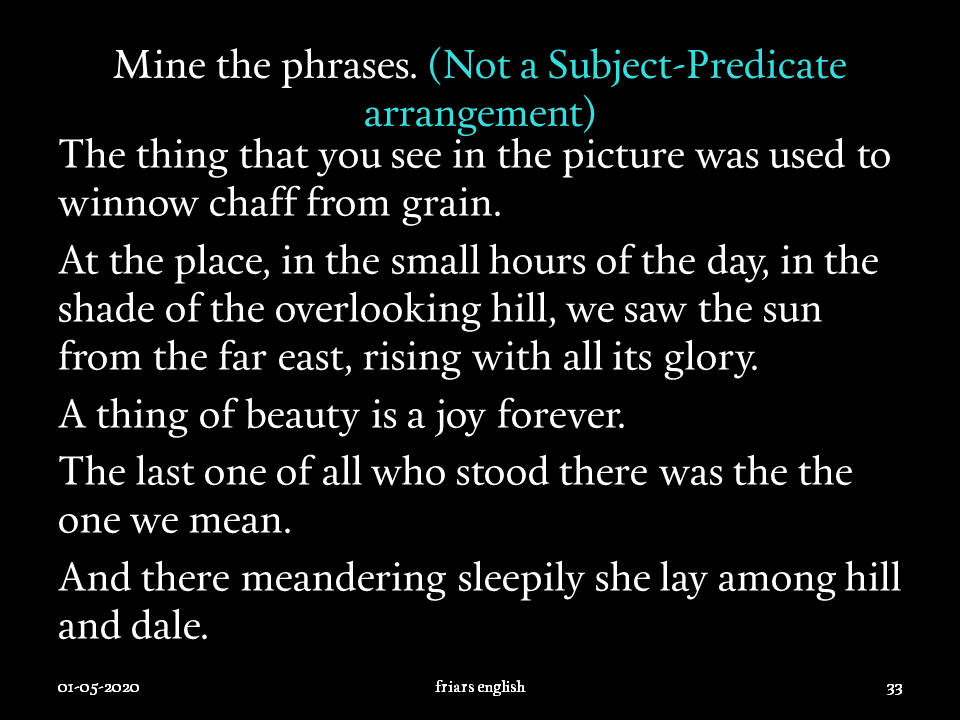 Mine the phrases. (Not a Subject-Predicate
arrangement)
The thing that you see in the picture was used to
winnow chaff from grain.
At the place, in the small hours of the day, in the
shade of the overlooking hill, we saw the sun
from the far east, rising with all its glory.
A thing of beauty is a joy forever.
The last one of all who stood there was the the
one we mean.
And there meandering sleepily she lay among hill
and dale.
01-05-2020 friars english 33